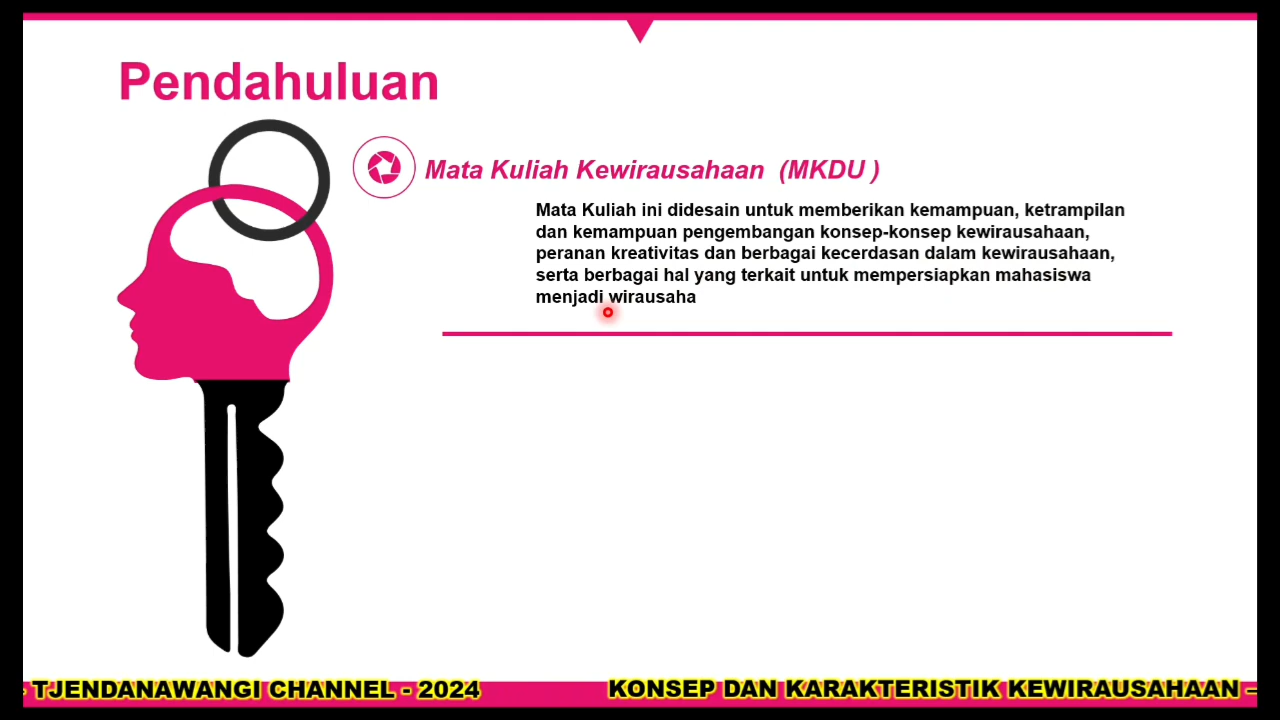 Pendahuluan
Mata Kuliah Kewirausahaan (MKDU )
Mata Kuliah ini didesain untuk memberikan kemampuan, ketrampilan
dan kemampuan pengembangan konsep-konsep kewirausahaan,
peranan kreativitas dan berbagai kecerdasan dalam kewirausahaan,
serta berbagai hal yang terkait untuk mempersiapkan mahasiswa
menjadi wirausaha
- TJENDANAWANGI CHANNEL - 2024 KONSEP DAN KARAKTERISTIK KEWIRAUSAHAAN –